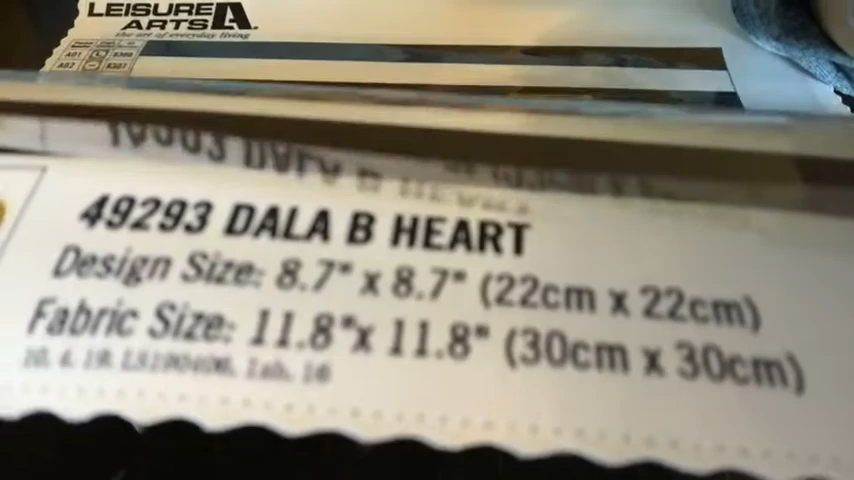 LEISURE
ARTS LA
the art of everyday living
49293 DALA B HEART
Design Size: 8.7" x 8.7" (22cm x 22cm)
Fabric Size: 11.8"x 11.8" (30cm x 30cm)